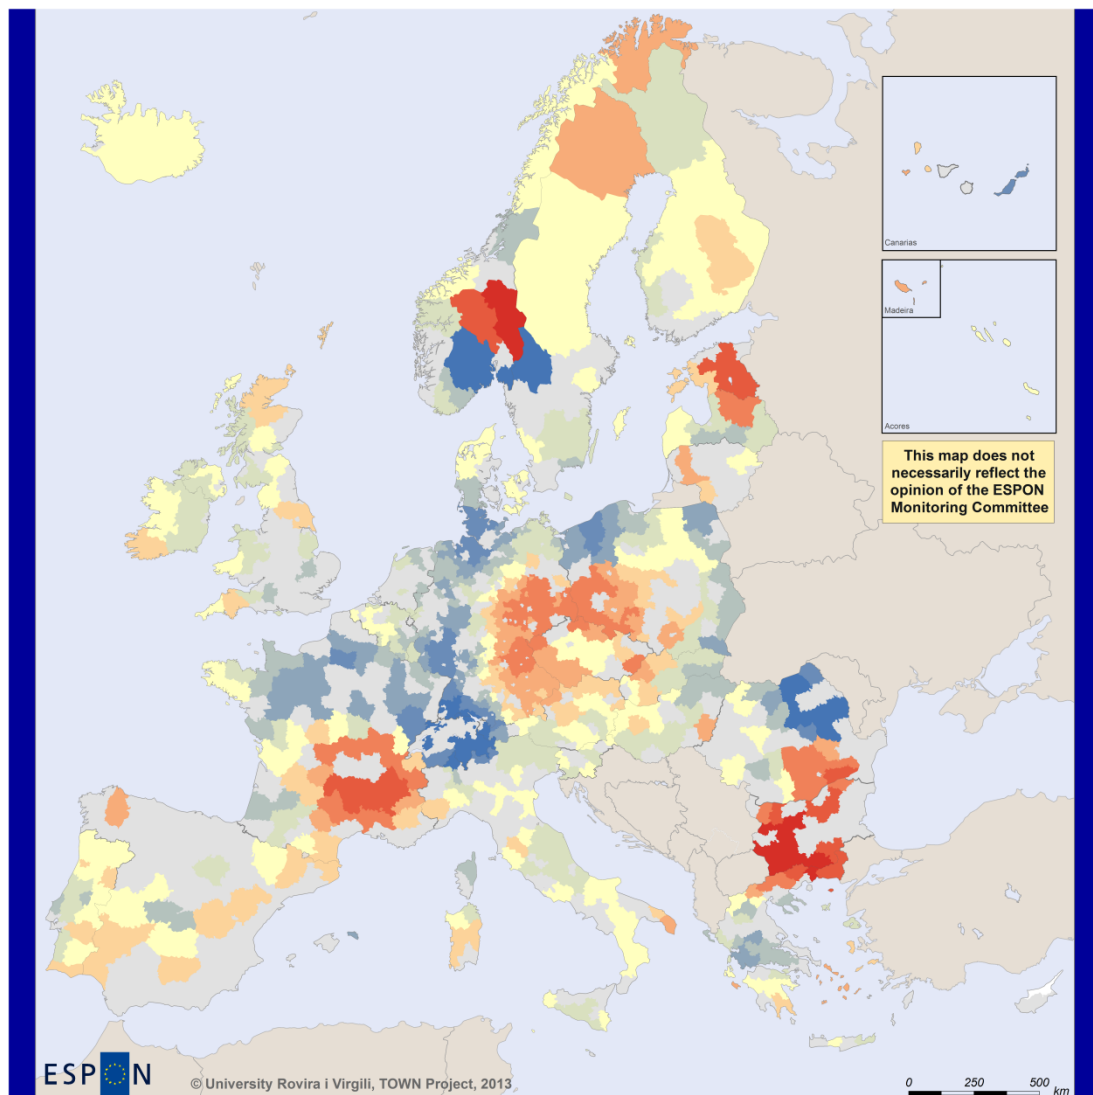 Canarias
Madeira
Acores
This map does not
necessarily reflect the
opinion of the ESPON
Monitoring Committee
ESPON
© University Rovira i Virgili, TOWN Project, 2013
0 250 500
km